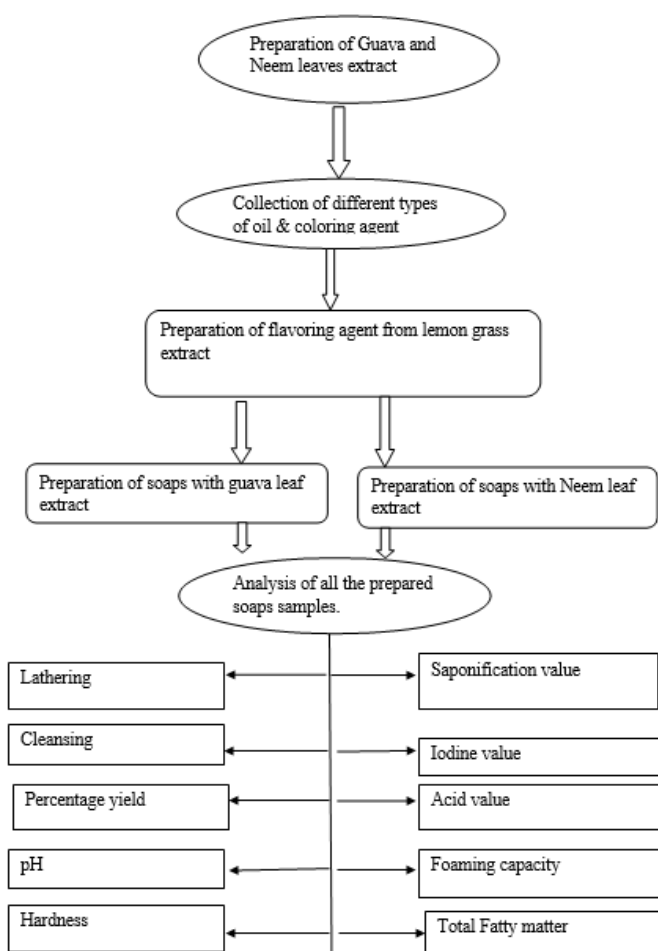 Preparation of Guava and
Neem leaves extract
Collection of different types
of oil & coloring agent
Preparation of flavoring agent from lemon grass
extract
Preparation of soaps with guava leaf
extract
Preparation of soaps with Neem leaf
extract
Analysis of all the prepared
soaps samples.
Lathering
Saponification value
Cleansing
Iodine value
Percentage yield
Acid value
pH
Foaming capacity
Hardness
Total Fatty matter